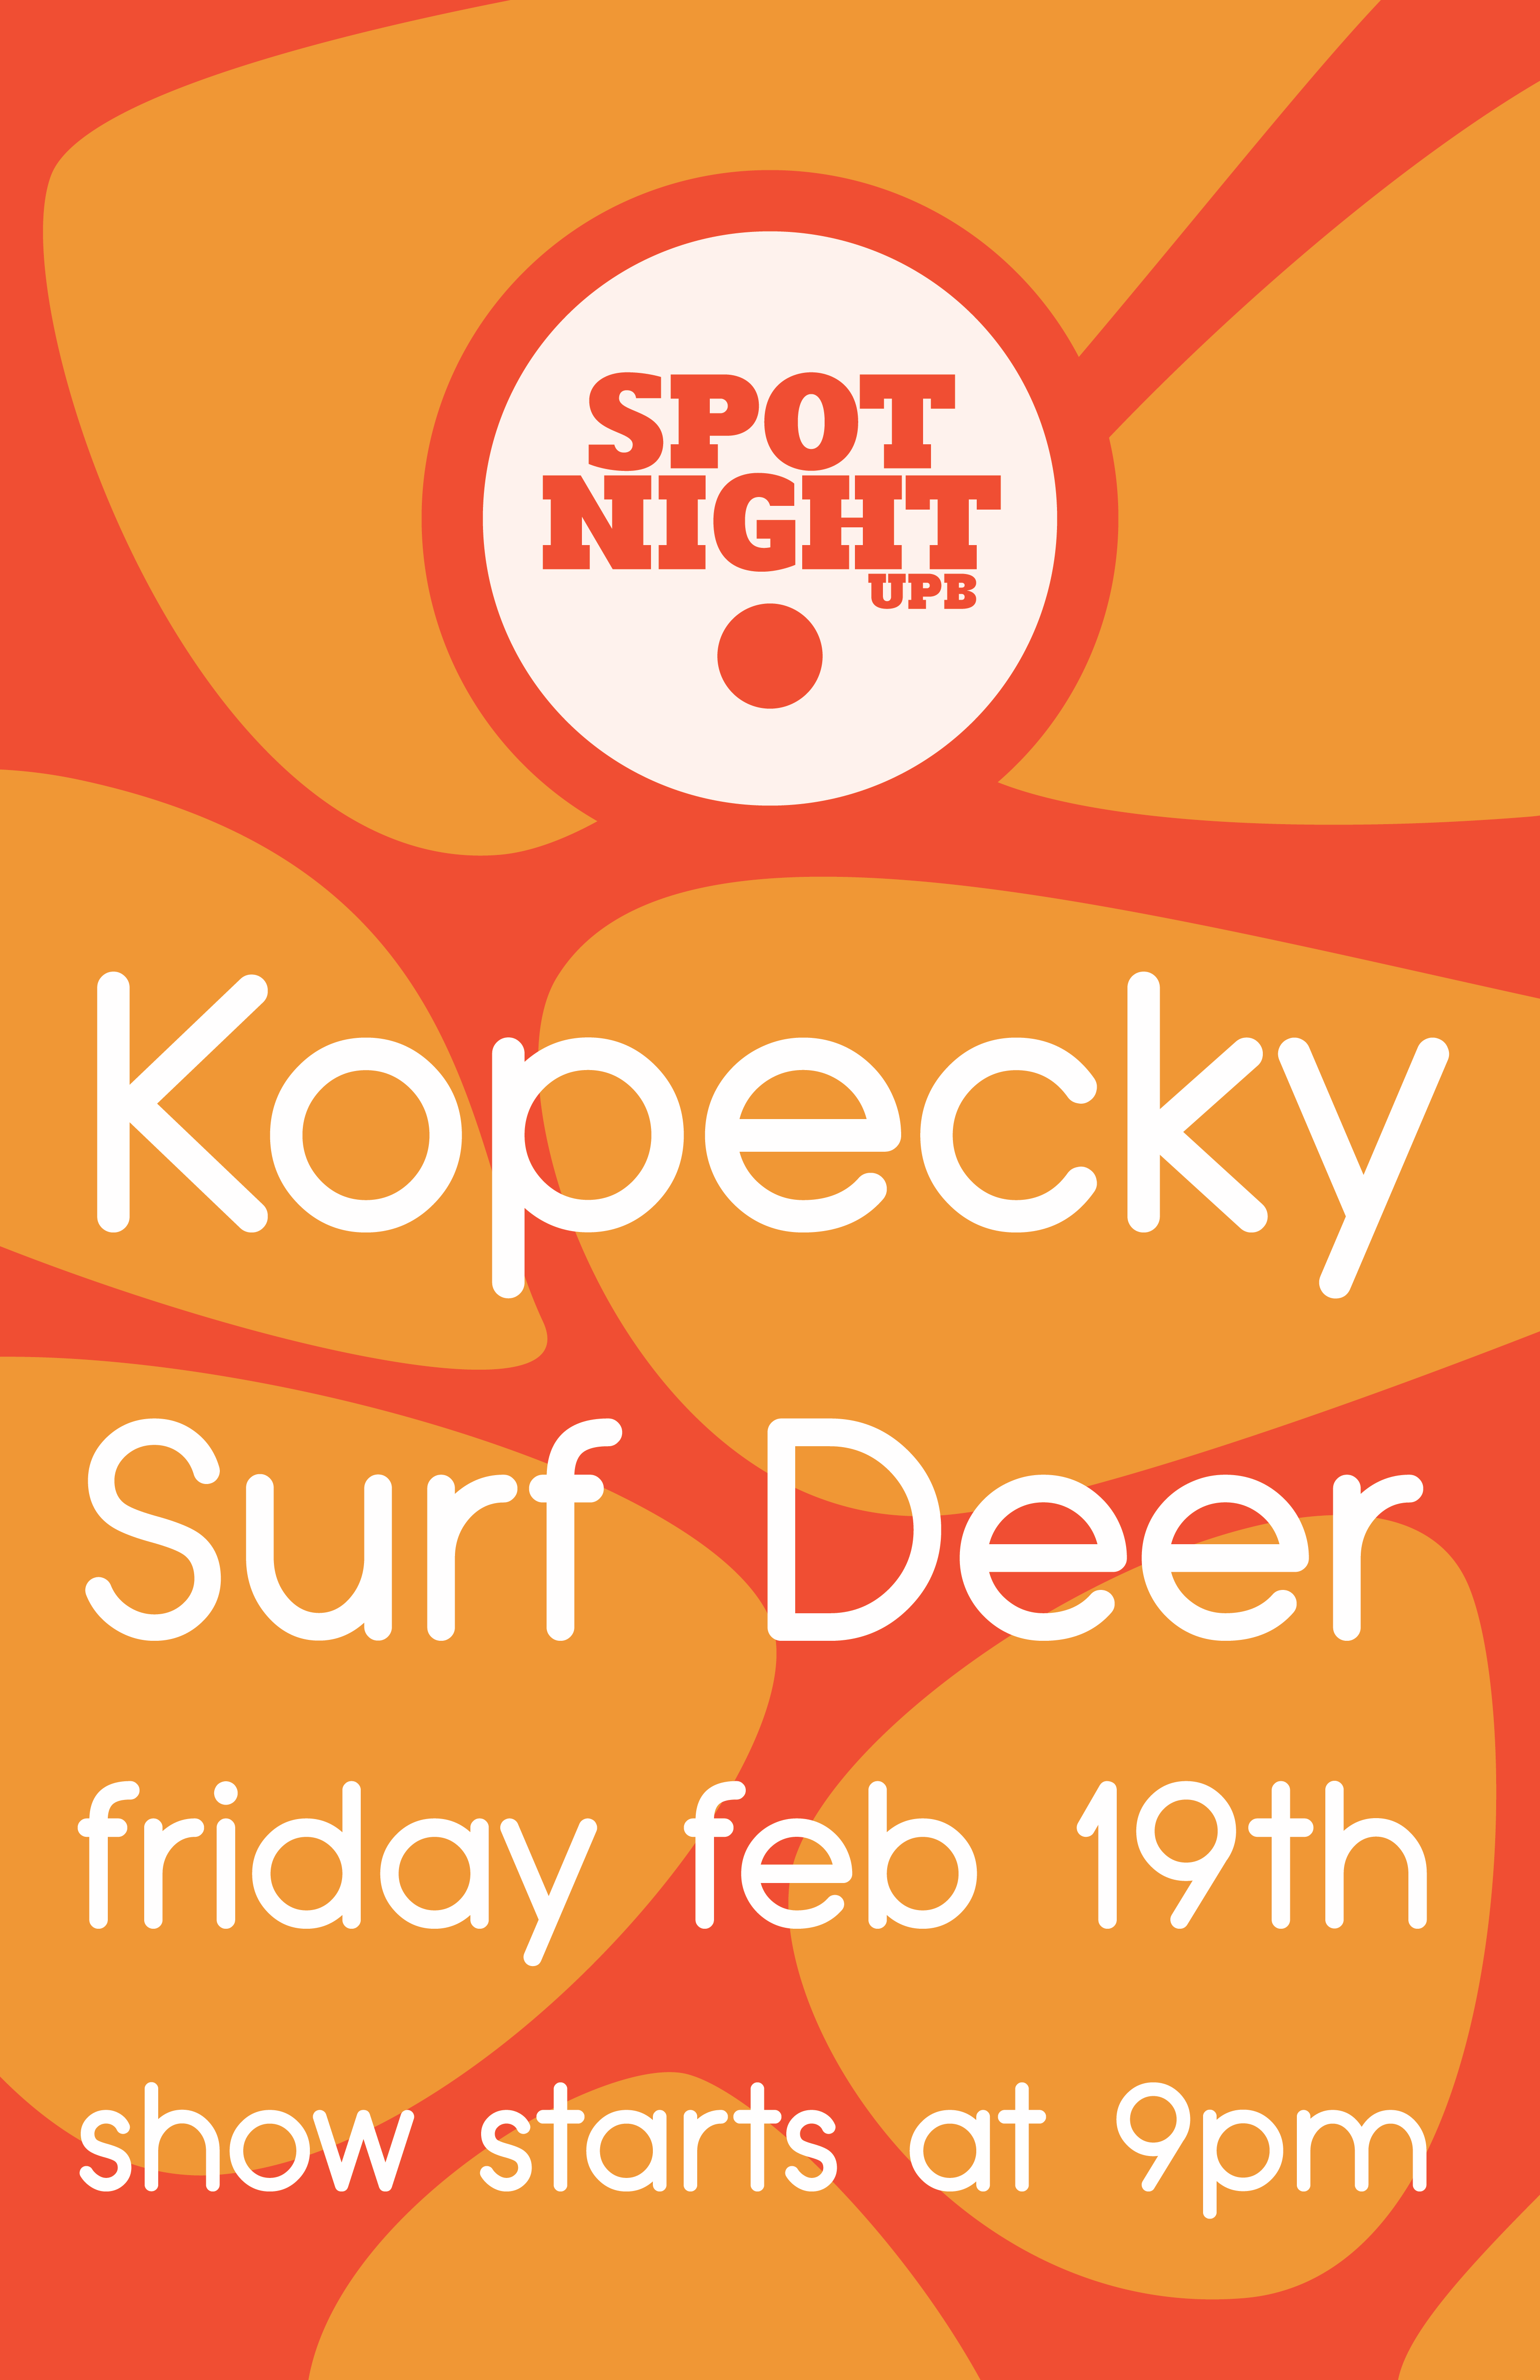 SPOT
NIGHT
UPB
Kopecky
Surf Deer
friday feb 19th
show starts at 9pm